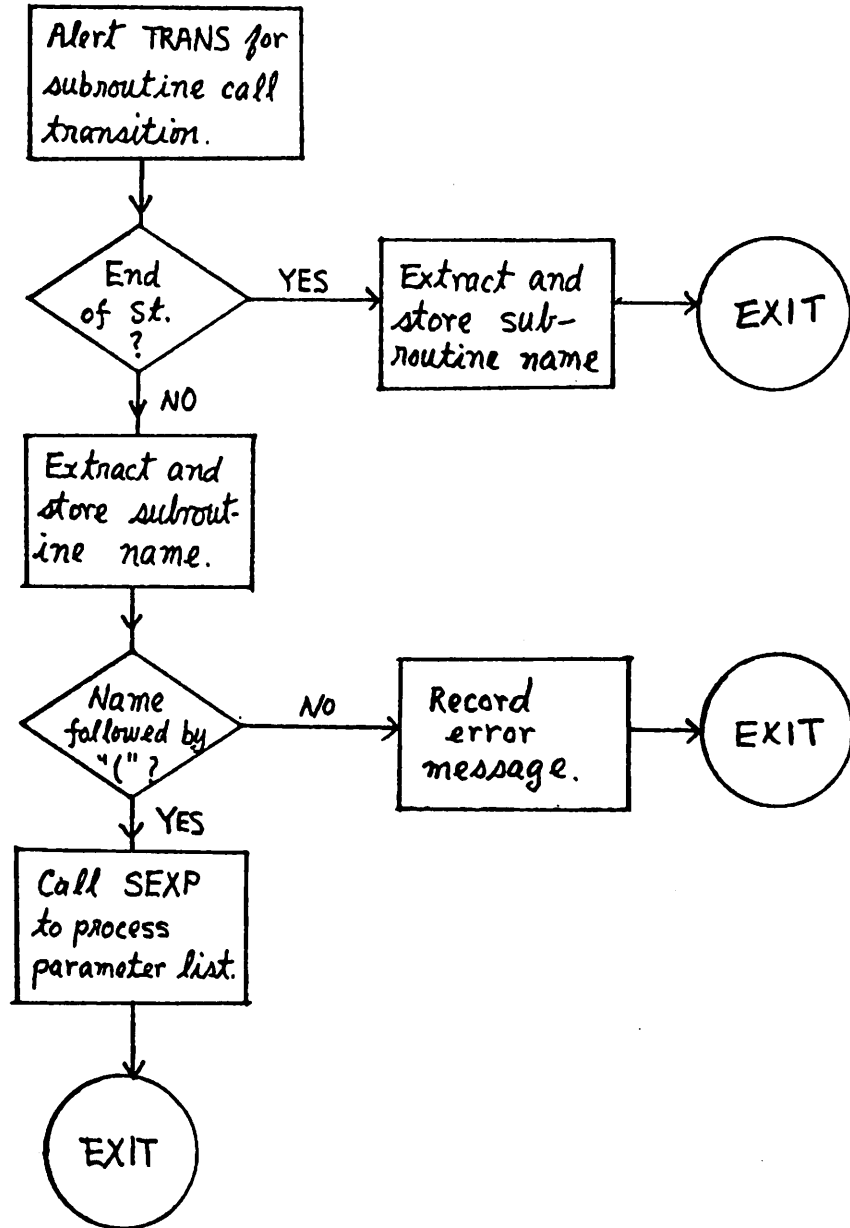 Alert TRANS for
subroutine call
transition.
End
of St.
?
YES
Extract and
store sub-
routine name
EXIT
NO
Extract and
store subrout-
ine name.
Name
followed by
"(" ?
NO
Record
error
message.
EXIT
YES
Call SEXP
to process
parameter list.
EXIT